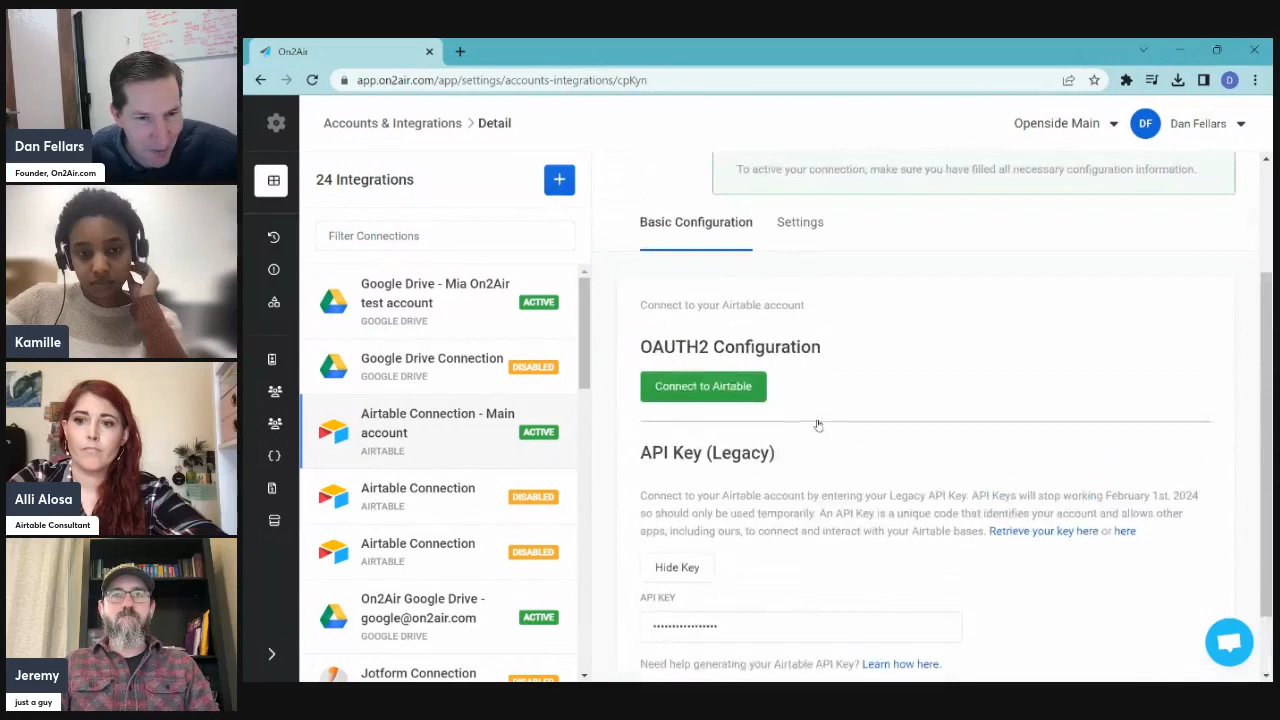 Dan Fellars
Founder, On2Air.com
Kamille
Alli Alosa
Airtable Consultant
Jeremy
just a guy
On2Air
app.on2air.com/app/settings/accounts-integrations/cpKyn
D
Accounts & Integrations > Detail
Openside Main
DF
Dan Fellars
24 Integrations
+
Filter Connections
Google Drive - Mia On2Air
test account
ACTIVE
GOOGLE DRIVE
Google Drive Connection
DISABLED
GOOGLE DRIVE
Airtable Connection - Main
account
ACTIVE
AIRTABLE
Airtable Connection
DISABLED
AIRTABLE
Airtable Connection
DISABLED
AIRTABLE
On2Air Google Drive -
google@on2air.com
ACTIVE
GOOGLE DRIVE
Jotform Connection
DISABLED
To active your connection, make sure you have filled all necessary configuration information.
Basic Configuration
Settings
Connect to your Airtable account
OAUTH2 Configuration
Connect to Airtable
API Key (Legacy)
Connect to your Airtable account by entering your Legacy API Key. API Keys will stop working February 1st, 2024
so should only be used temporarily. An API Key is a unique code that identifies your account and allows other
apps, including ours, to connect and interact with your Airtable bases. Retrieve your key here or here
Hide Key
API KEY
•••••••••••••••••
Need help generating your Airtable API Key? Learn how here.